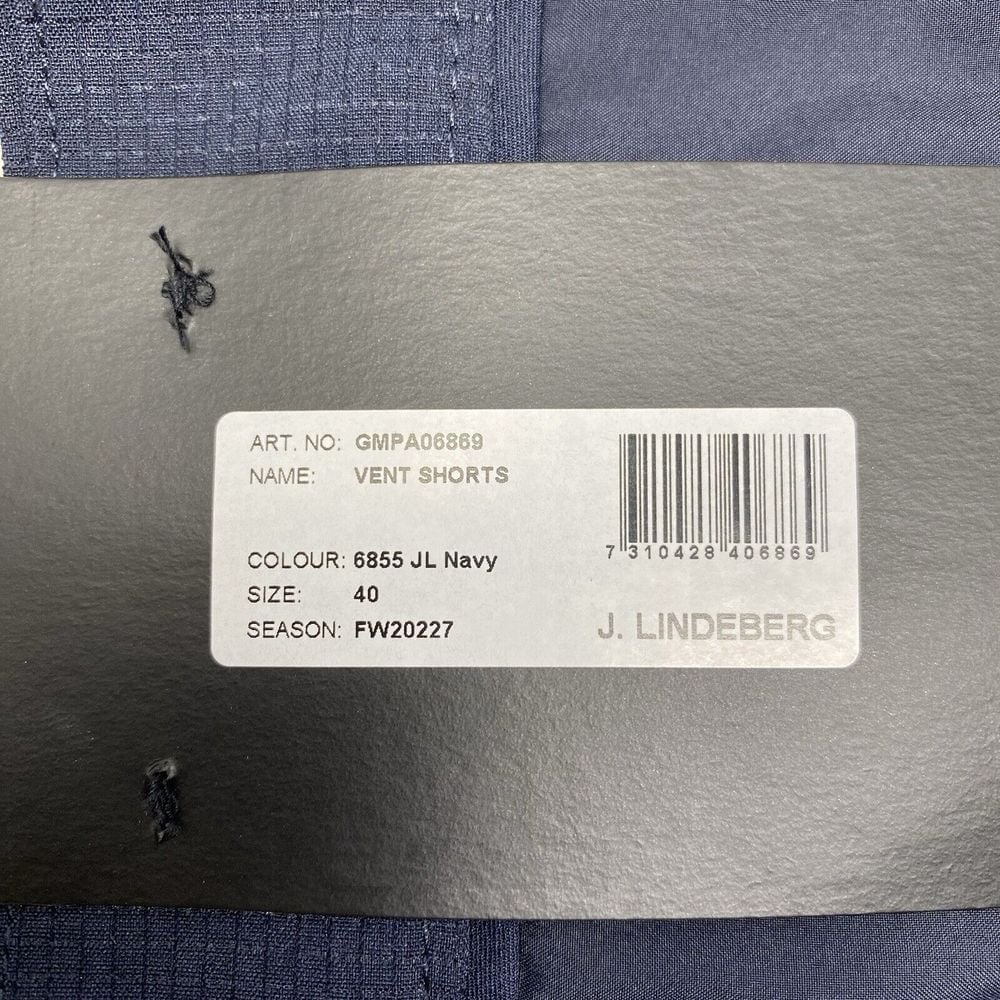 ART. NO: GMPA06869
NAME: VENT SHORTS
COLOUR: 6855 JL Navy
SIZE: 40
SEASON: FW20227
7 310428 406869
J. LINDEBERG